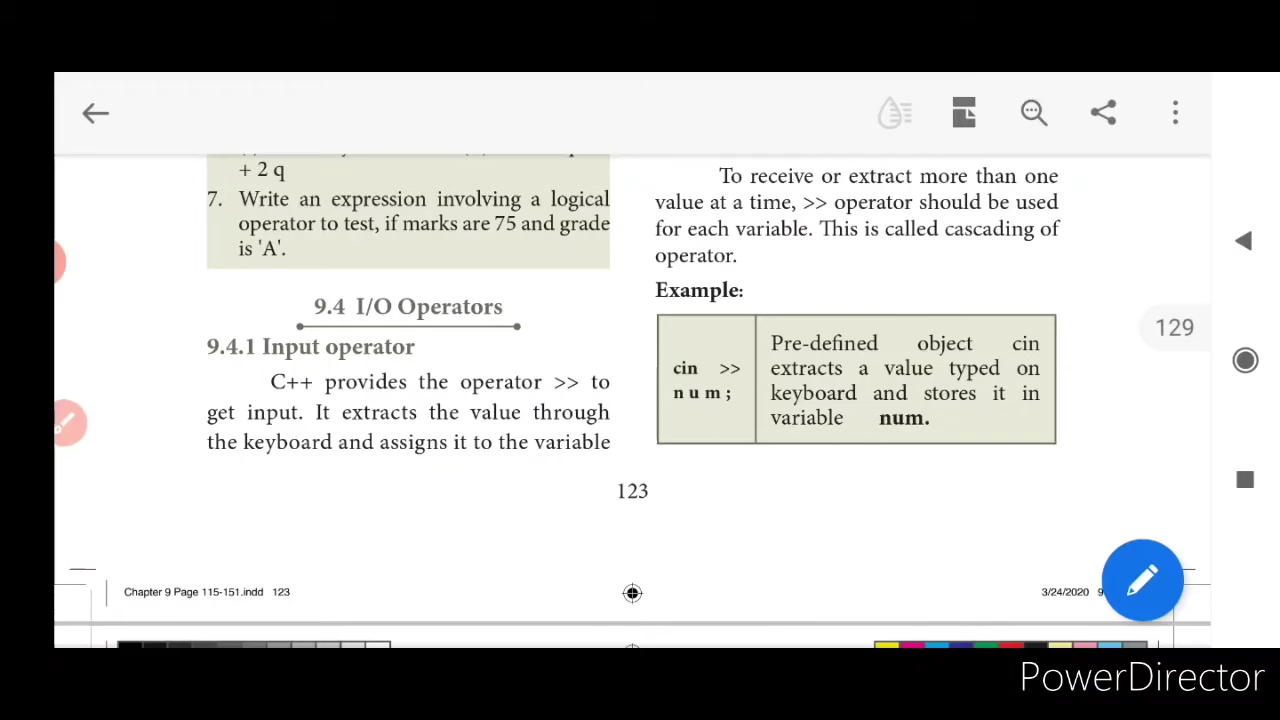 + 2 q
7. Write an expression involving a logical
operator to test, if marks are 75 and grade
is 'A'.
9.4 I/O Operators
9.4.1 Input operator
C++ provides the operator >> to
get input. It extracts the value through
the keyboard and assigns it to the variable
To receive or extract more than one
value at a time, >> operator should be used
for each variable. This is called cascading of
operator.
Example:
cin >>
num;
Pre-defined object cin
extracts a value typed on
keyboard and stores it in
variable num.
129
123
Chapter 9 Page 115-151.indd 123
3/24/2020 9
PowerDirector